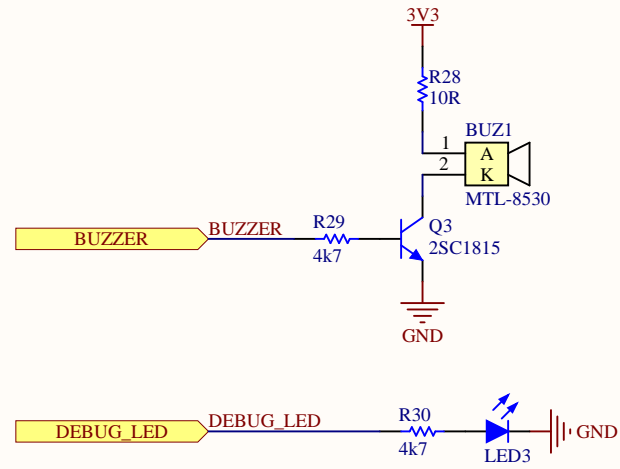 3V3
R28
10R
BUZ1
1
A
2
K
MTL-8530
BUZZER
BUZZER
R29
4k7
Q3
2SC1815
GND
DEBUG_LED
DEBUG_LED
R30
4k7
LED3
GND